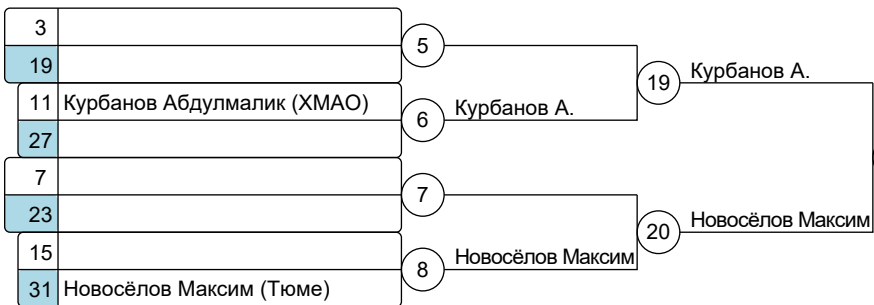 3
19
5
11 Курбанов Абдулмалик (ХМАО)
27
6 Курбанов А.
19 Курбанов А.
7
23
7
15
31 Новосёлов Максим (Тюме)
8 Новосёлов Максим
20 Новосёлов Максим